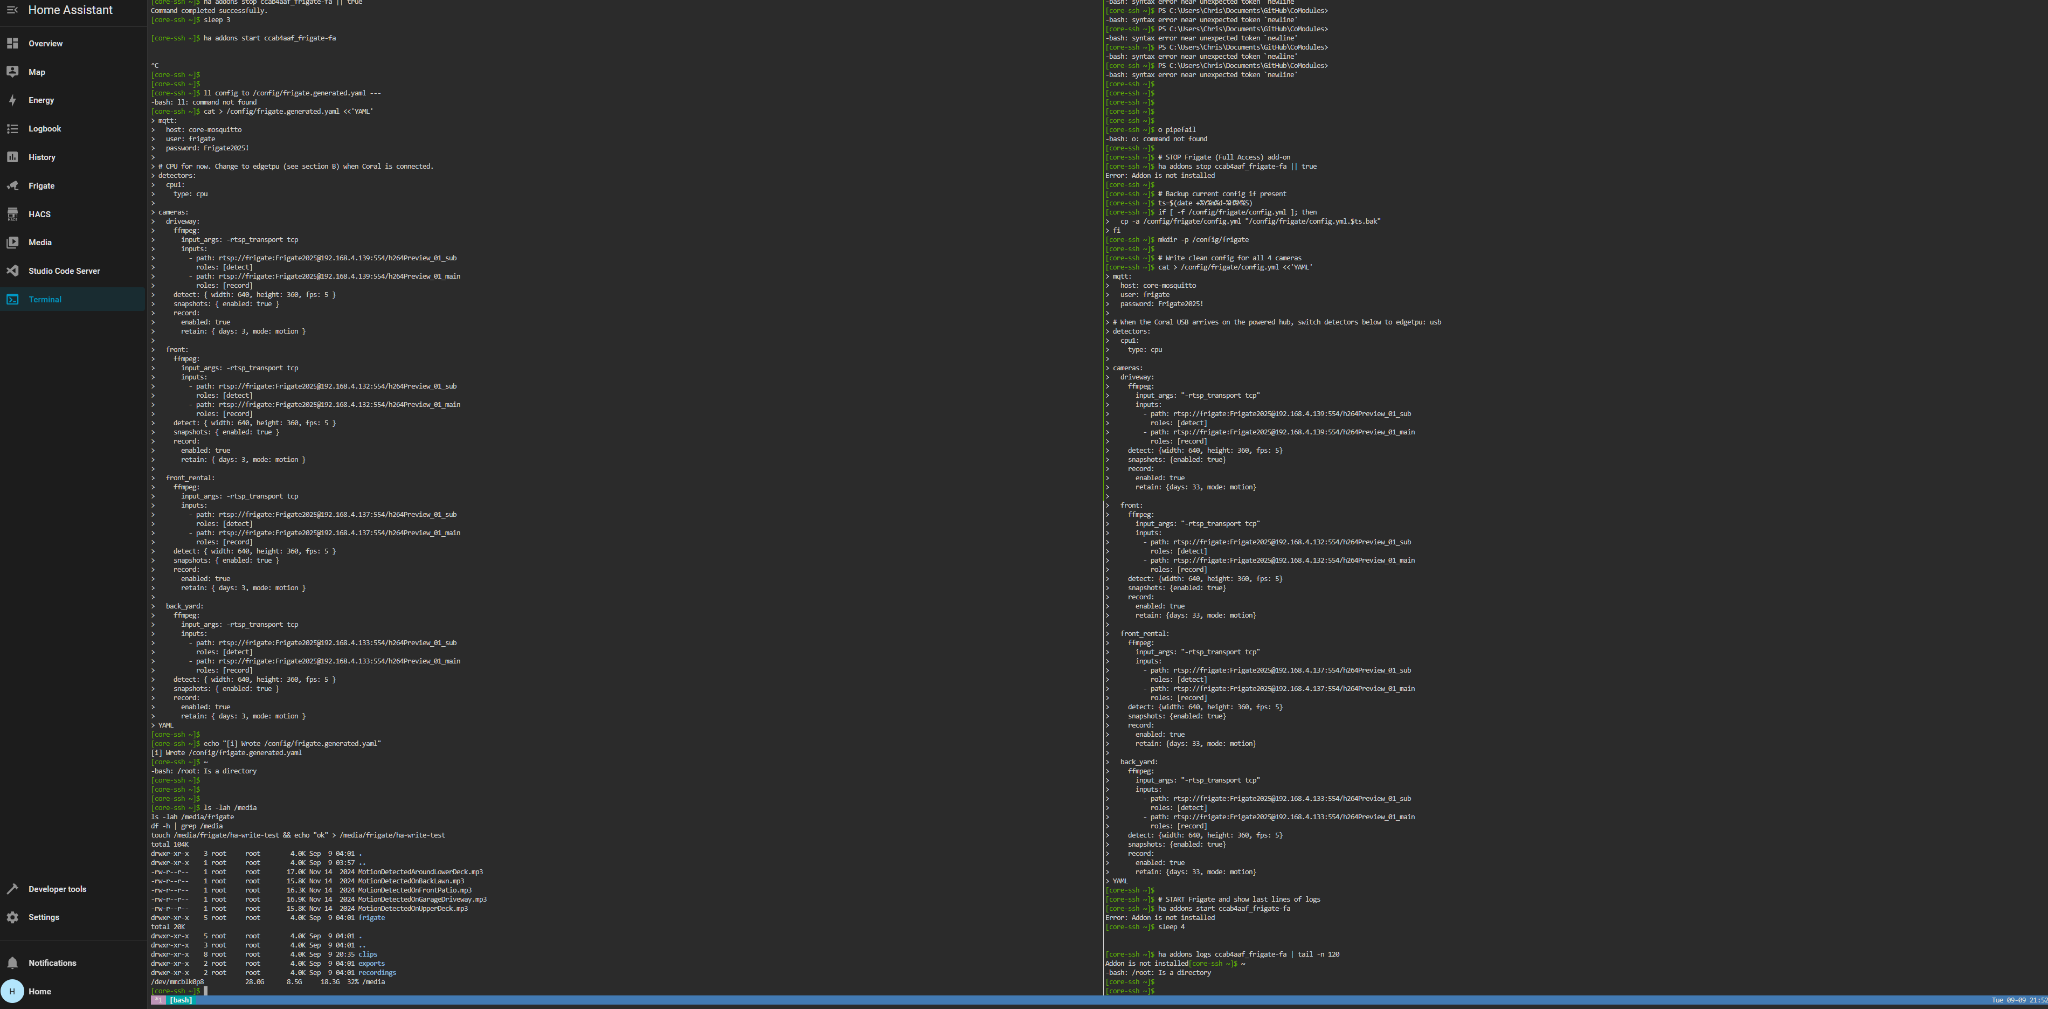 Home Assistant
Overview
Map
Energy
Logbook
History
Frigate
HACS
Media
Studio Code Server
Terminal
Developer tools
Settings
Notifications
H
Home
ha addons stop ccab4aaf_frigate-fa || true
Command completed successfully.
[core-ssh ~]$ sleep 3
[core-ssh ~]$ ha addons start ccab4aaf_frigate-fa
^C
[core-ssh ~]$
[core-ssh ~]$
[core-ssh ~]$ ll config to /config/frigate.generated.yaml ---
-bash: ll: command not found
[core-ssh ~]$ cat > /config/frigate.generated.yaml <<'YAML'
> mqtt:
>   host: core-mosquitto
>   user: frigate
>   password: Frigate2025!
>
> # CPU for now. Change to edgetpu (see section B) when Coral is connected.
> detectors:
>   cpu1:
>     type: cpu
>
> cameras:
>   driveway:
>     ffmpeg:
>       input_args: -rtsp_transport tcp
>       inputs:
>         - path: rtsp://frigate:Frigate2025@192.168.4.139:554/h264Preview_01_sub
>           roles: [detect]
>         - path: rtsp://frigate:Frigate2025@192.168.4.139:554/h264Preview_01_main
>           roles: [record]
>     detect: { width: 640, height: 360, fps: 5 }
>     snapshots: { enabled: true }
>     record:
>       enabled: true
>       retain: { days: 3, mode: motion }
>
>   front:
>     ffmpeg:
>       input_args: -rtsp_transport tcp
>       inputs:
>         - path: rtsp://frigate:Frigate2025@192.168.4.132:554/h264Preview_01_sub
>           roles: [detect]
>         - path: rtsp://frigate:Frigate2025@192.168.4.132:554/h264Preview_01_main
>           roles: [record]
>     detect: { width: 640, height: 360, fps: 5 }
>     snapshots: { enabled: true }
>     record:
>       enabled: true
>       retain: { days: 3, mode: motion }
>
>   front_rental:
>     ffmpeg:
>       input_args: -rtsp_transport tcp
>       inputs:
>         - path: rtsp://frigate:Frigate2025@192.168.4.137:554/h264Preview_01_sub
>           roles: [detect]
>         - path: rtsp://frigate:Frigate2025@192.168.4.137:554/h264Preview_01_main
>           roles: [record]
>     detect: { width: 640, height: 360, fps: 5 }
>     snapshots: { enabled: true }
>     record:
>       enabled: true
>       retain: { days: 3, mode: motion }
>
>   back_yard:
>     ffmpeg:
>       input_args: -rtsp_transport tcp
>       inputs:
>         - path: rtsp://frigate:Frigate2025@192.168.4.133:554/h264Preview_01_sub
>           roles: [detect]
>         - path: rtsp://frigate:Frigate2025@192.168.4.133:554/h264Preview_01_main
>           roles: [record]
>     detect: { width: 640, height: 360, fps: 5 }
>     snapshots: { enabled: true }
>     record:
>       enabled: true
>       retain: { days: 3, mode: motion }
> YAML
[core-ssh ~]$
[core-ssh ~]$ echo "[i] Wrote /config/frigate.generated.yaml"
[i] Wrote /config/frigate.generated.yaml
[core-ssh ~]$ ~
-bash: /root: Is a directory
[core-ssh ~]$
[core-ssh ~]$
[core-ssh ~]$
[core-ssh ~]$ ls -lah /media
ls -lah /media/frigate
df -h | grep /media
touch /media/frigate/ha-write-test && echo "ok" > /media/frigate/ha-write-test
total 104K
drwxr-xr-x    3 root     root        4.0K Sep  9 04:01 .
drwxr-xr-x    1 root     root        4.0K Sep  9 03:57 ..
-rw-r--r--    1 root     root       17.0K Nov 14  2024 MotionDetectedAroundLowerDeck.mp3
-rw-r--r--    1 root     root       15.8K Nov 14  2024 MotionDetectedOnBackLawn.mp3
-rw-r--r--    1 root     root       16.3K Nov 14  2024 MotionDetectedOnFrontPatio.mp3
-rw-r--r--    1 root     root       16.9K Nov 14  2024 MotionDetectedOnGarageDriveway.mp3
-rw-r--r--    1 root     root       15.8K Nov 14  2024 MotionDetectedOnUpperDeck.mp3
drwxr-xr-x    5 root     root        4.0K Sep  9 04:01 frigate
total 20K
drwxr-xr-x    5 root     root        4.0K Sep  9 04:01 .
drwxr-xr-x    3 root     root        4.0K Sep  9 04:01 ..
drwxr-xr-x    8 root     root        4.0K Sep  9 20:35 clips
drwxr-xr-x    2 root     root        4.0K Sep  9 04:01 exports
drwxr-xr-x    2 root     root        4.0K Sep  9 04:01 recordings
/dev/mmcblk0p8           28.0G      8.5G     18.3G  32% /media
[core-ssh ~]$
[bash]
-bash: syntax error near unexpected token `newline'
[core-ssh ~]$ PS C:\Users\Chris\Documents\GitHub\CoModules>
-bash: syntax error near unexpected token `newline'
[core-ssh ~]$ PS C:\Users\Chris\Documents\GitHub\CoModules>
-bash: syntax error near unexpected token `newline'
[core-ssh ~]$ PS C:\Users\Chris\Documents\GitHub\CoModules>
-bash: syntax error near unexpected token `newline'
[core-ssh ~]$ PS C:\Users\Chris\Documents\GitHub\CoModules>
-bash: syntax error near unexpected token `newline'
[core-ssh ~]$
[core-ssh ~]$
[core-ssh ~]$
[core-ssh ~]$
[core-ssh ~]$
[core-ssh ~]$ o pipefail
-bash: o: command not found
[core-ssh ~]$
[core-ssh ~]$ # STOP Frigate (Full Access) add-on
[core-ssh ~]$ ha addons stop ccab4aaf_frigate-fa || true
Error: Addon is not installed
[core-ssh ~]$
[core-ssh ~]$ # Backup current config if present
[core-ssh ~]$ ts=$(date +%Y%m%d-%H%M%S)
[core-ssh ~]$ if [ -f /config/frigate/config.yml ]; then
>   cp -a /config/frigate/config.yml "/config/frigate/config.yml.$ts.bak"
> fi
[core-ssh ~]$ mkdir -p /config/frigate
[core-ssh ~]$
[core-ssh ~]$ # Write clean config for all 4 cameras
[core-ssh ~]$ cat > /config/frigate/config.yml <<'YAML'
> mqtt:
>   host: core-mosquitto
>   user: frigate
>   password: Frigate2025!
>
> # When the Coral USB arrives on the powered hub, switch detectors below to edgetpu: usb
> detectors:
>   cpu1:
>     type: cpu
>
> cameras:
>   driveway:
>     ffmpeg:
>       input_args: "-rtsp_transport tcp"
>       inputs:
>         - path: rtsp://frigate:Frigate2025@192.168.4.139:554/h264Preview_01_sub
>           roles: [detect]
>         - path: rtsp://frigate:Frigate2025@192.168.4.139:554/h264Preview_01_main
>           roles: [record]
>     detect: {width: 640, height: 360, fps: 5}
>     snapshots: {enabled: true}
>     record:
>       enabled: true
>       retain: {days: 33, mode: motion}
>
>   front:
>     ffmpeg:
>       input_args: "-rtsp_transport tcp"
>       inputs:
>         - path: rtsp://frigate:Frigate2025@192.168.4.132:554/h264Preview_01_sub
>           roles: [detect]
>         - path: rtsp://frigate:Frigate2025@192.168.4.132:554/h264Preview_01_main
>           roles: [record]
>     detect: {width: 640, height: 360, fps: 5}
>     snapshots: {enabled: true}
>     record:
>       enabled: true
>       retain: {days: 33, mode: motion}
>
>   front_rental:
>     ffmpeg:
>       input_args: "-rtsp_transport tcp"
>       inputs:
>         - path: rtsp://frigate:Frigate2025@192.168.4.137:554/h264Preview_01_sub
>           roles: [detect]
>         - path: rtsp://frigate:Frigate2025@192.168.4.137:554/h264Preview_01_main
>           roles: [record]
>     detect: {width: 640, height: 360, fps: 5}
>     snapshots: {enabled: true}
>     record:
>       enabled: true
>       retain: {days: 33, mode: motion}
>
>   back_yard:
>     ffmpeg:
>       input_args: "-rtsp_transport tcp"
>       inputs:
>         - path: rtsp://frigate:Frigate2025@192.168.4.133:554/h264Preview_01_sub
>           roles: [detect]
>         - path: rtsp://frigate:Frigate2025@192.168.4.133:554/h264Preview_01_main
>           roles: [record]
>     detect: {width: 640, height: 360, fps: 5}
>     snapshots: {enabled: true}
>     record:
>       enabled: true
>       retain: {days: 33, mode: motion}
> YAML
[core-ssh ~]$
[core-ssh ~]$ # START Frigate and show last lines of logs
[core-ssh ~]$ ha addons start ccab4aaf_frigate-fa
Error: Addon is not installed
[core-ssh ~]$ sleep 4
[core-ssh ~]$ ha addons logs ccab4aaf_frigate-fa | tail -n 120
Addon is not installed[core-ssh ~]$ ~
-bash: /root: Is a directory
[core-ssh ~]$
[core-ssh ~]$
Tue 09-09 21:52